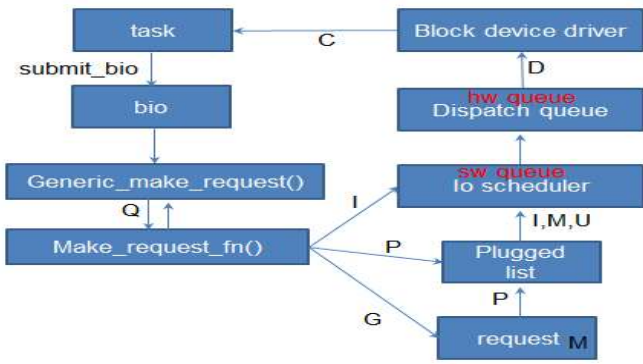 task
C
Block device driver
submit_bio
D
bio
hw queue
Dispatch queue
Generic_make_request()
sw queue
Io scheduler
Q
I
I,M,U
Make_request_fn()
P
Plugged
list
P
G
request M